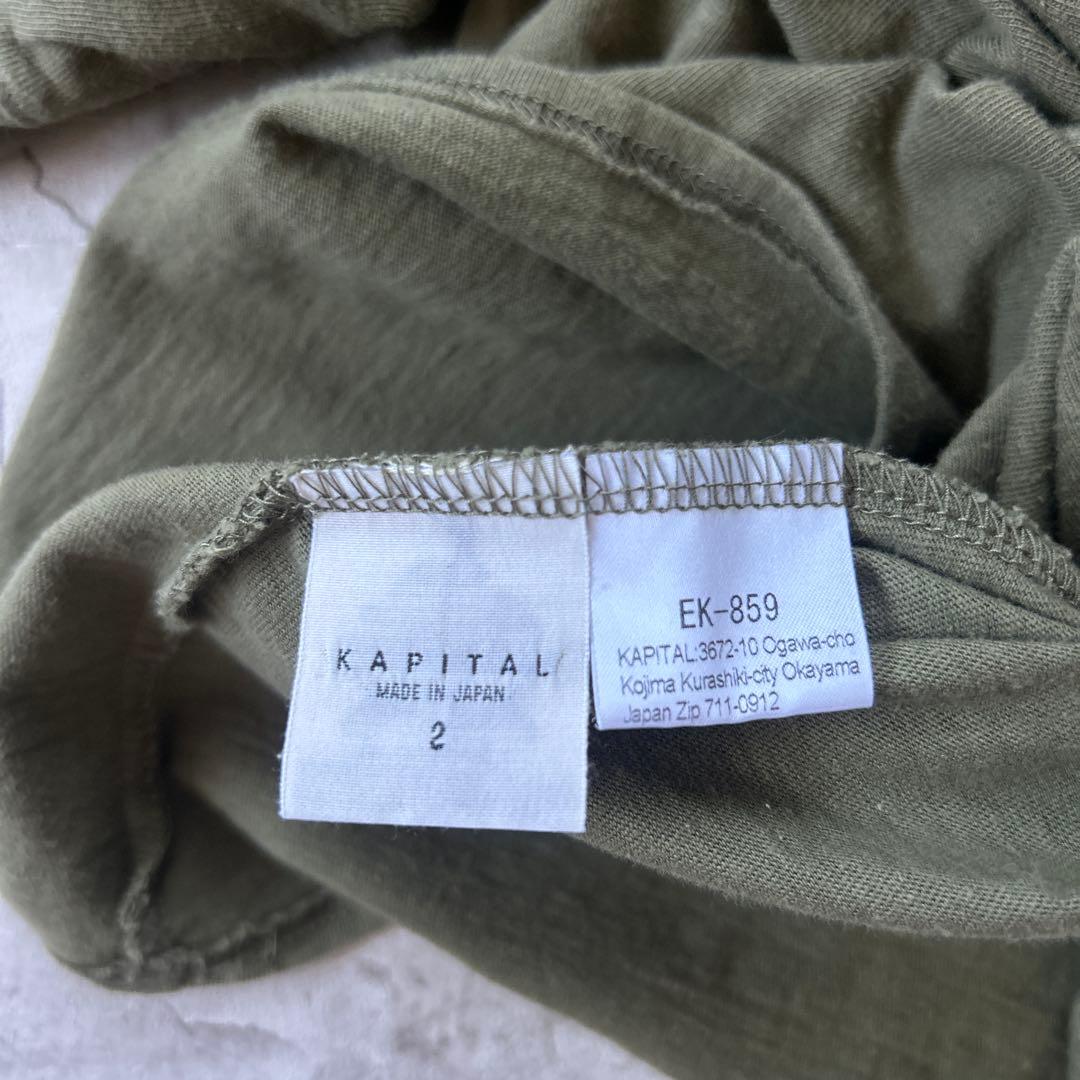 KAPITAL
MADE IN JAPAN
2
EK-859
KAPITAL:3672-10 Ogawa-cho
Kojima Kurashiki-city Okayama
Japan Zip 711-0912